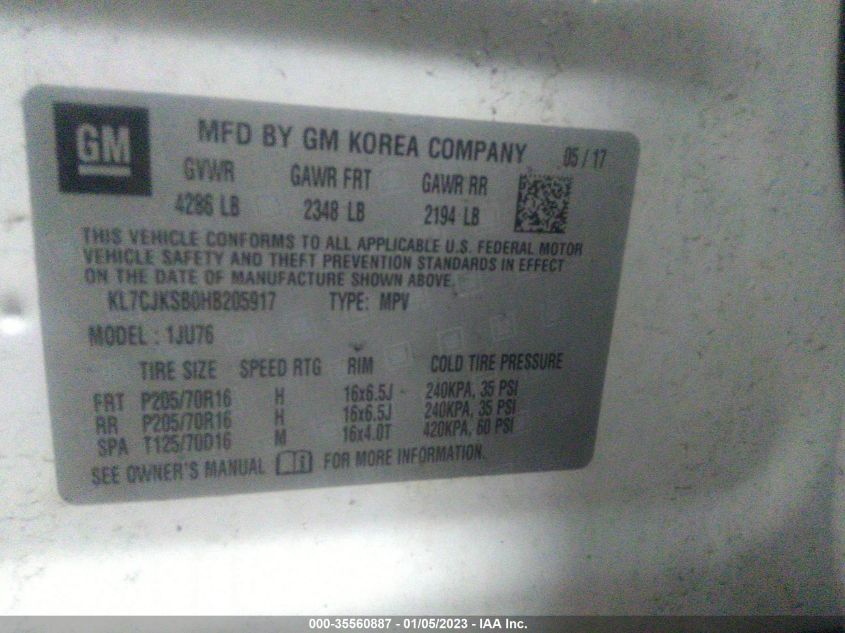 GM
MFD BY GM KOREA COMPANY 05 / 17
GVWR GAWR FRT GAWR RR
4286 LB 2348 LB 2194 LB
THIS VEHICLE CONFORMS TO ALL APPLICABLE U.S. FEDERAL MOTOR
VEHICLE SAFETY AND THEFT PREVENTION STANDARDS IN EFFECT
ON THE DATE OF MANUFACTURE SHOWN ABOVE.
KL7CJKSB0HB205917 TYPE: MPV
MODEL : 1JU76
TIRE SIZE SPEED RTG RIM COLD TIRE PRESSURE
FRT P205/70R16 H 16x6.5J 240KPA, 35 PSI
RR P205/70R16 H 16x6.5J 240KPA, 35 PSI
SPA T125/70D16 M 16x4.0T 420KPA, 60 PSI
SEE OWNER'S MANUAL i FOR MORE INFORMATION.
000-35560887 - 01/05/2023 - IAA Inc.